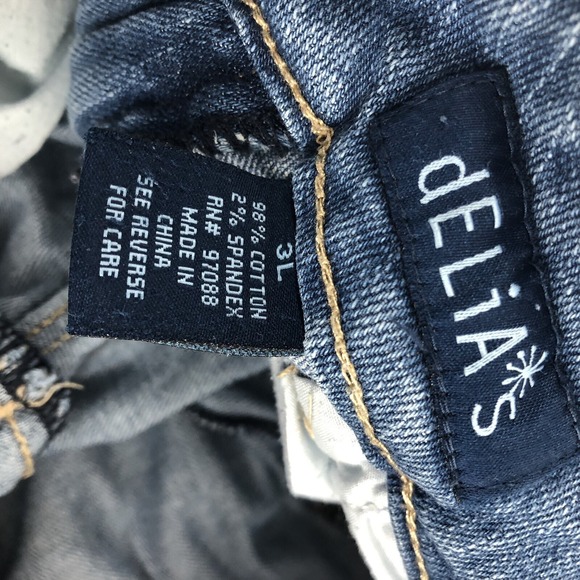 3L
98% COTTON
2% SPANDEX
RN# 97088
MADE IN
CHINA
SEE REVERSE
FOR CARE
dELiA*s